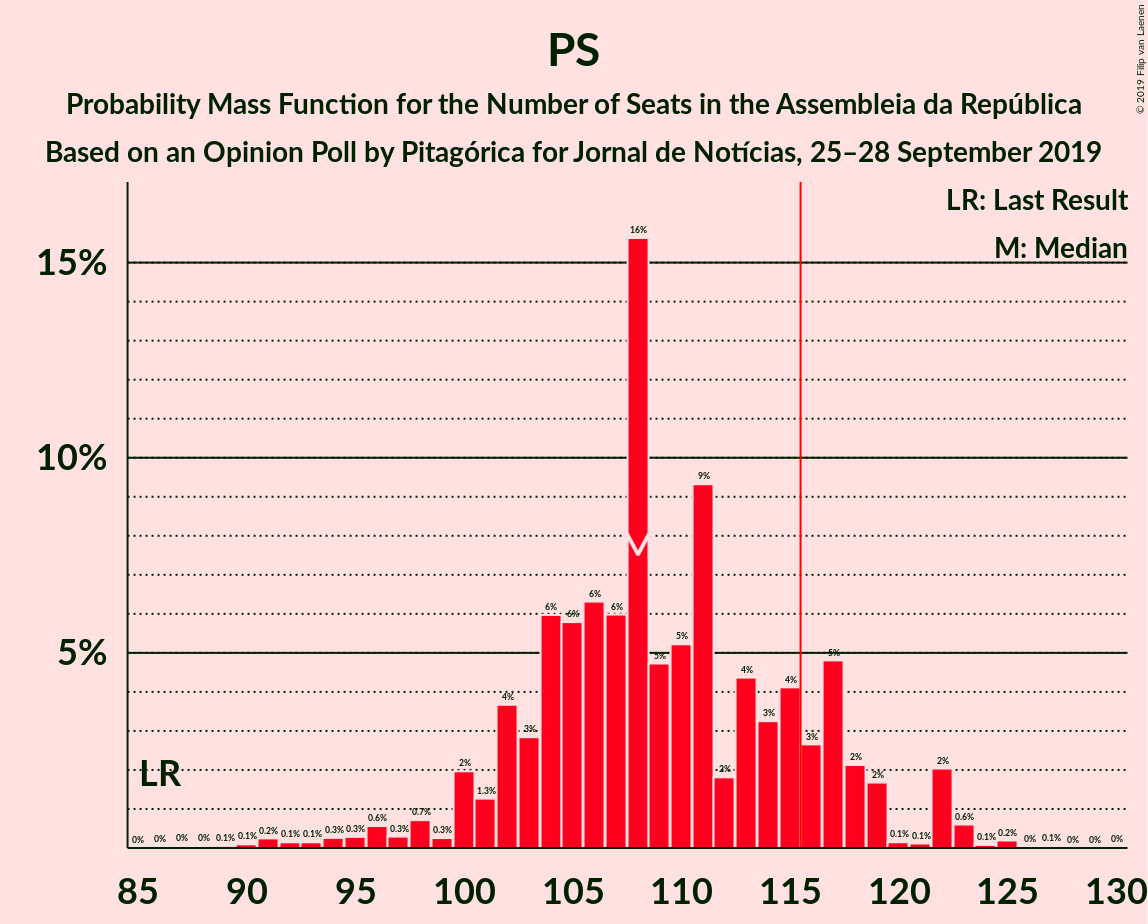 PS
Probability Mass Function for the Number of Seats in the Assembleia da República
Based on an Opinion Poll by Pitagórica for Jornal de Notícias, 25–28 September 2019
© 2019 Filip van Laenen
LR: Last Result
M: Median
15%
10%
5%
LR
0% 0% 0% 0% 0.1% 0.1% 0.2% 0.1% 0.1% 0.3% 0.3% 0.6% 0.3% 0.7% 0.3% 2% 1.3% 4% 3% 6% 6% 6% 6% 16% 5% 5% 9% 2% 4% 3% 4% 3% 5% 2% 2% 0.1% 0.1% 2% 0.6% 0.1% 0.2% 0% 0.1% 0% 0% 0%
85 90 95 100 105 110 115 120 125 130